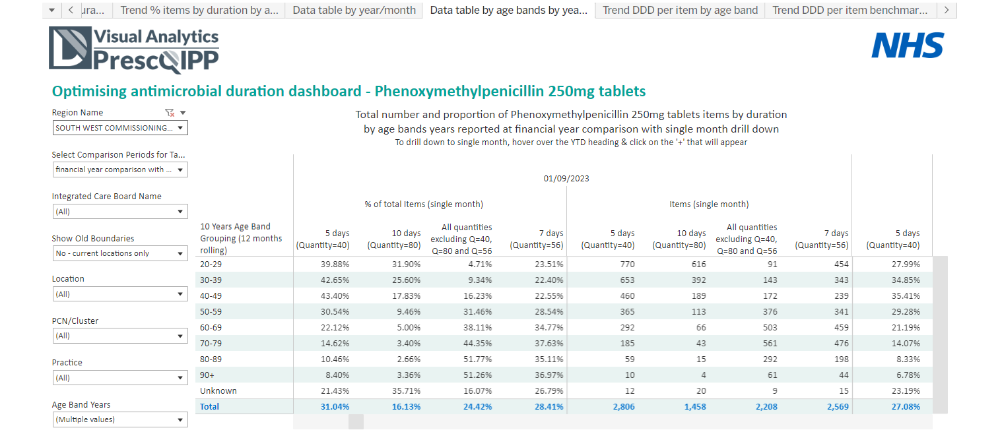 ura...
Trend % items by duration by a...
Data table by year/month
Data table by age bands by yea...
Trend DDD per item by age band
Trend DDD per item benchmar...
Visual Analytics
PrescQIPP
NHS
Optimising antimicrobial duration dashboard - Phenoxymethylpenicillin 250mg tablets
Region Name
SOUTH WEST COMMISSIONING...
Select Comparison Periods for Ta...
financial year comparison with ...
Integrated Care Board Name
(All)
Show Old Boundaries
No - current locations only
Location
(All)
PCN/Cluster
(All)
Practice
(All)
Age Band Years
(Multiple values)
Total number and proportion of Phenoxymethylpenicillin 250mg tablets items by duration
by age bands years reported at financial year comparison with single month drill down
To drill down to single month, hover over the YTD heading & click on the '+' that will appear
01/09/2023
% of total Items (single month) Items (single month)
10 Years Age Band
Grouping (12 months
rolling)
5 days
(Quantity=40)
10 days
(Quantity=80)
All quantities
excluding Q=40,
Q=80 and Q=56
7 days
(Quantity=56)
5 days
(Quantity=40)
10 days
(Quantity=80)
All quantities
excluding Q=40,
Q=80 and Q=56
7 days
(Quantity=56)
5 days
(Quantity=40)
20-29 39.88% 31.90% 4.71% 23.51% 770 616 91 454 27.99%
30-39 42.65% 25.60% 9.34% 22.40% 653 392 143 343 34.85%
40-49 43.40% 17.83% 16.23% 22.55% 460 189 172 239 35.41%
50-59 30.54% 9.46% 31.46% 28.54% 365 113 376 341 29.28%
60-69 22.12% 5.00% 38.11% 34.77% 292 66 503 459 21.19%
70-79 14.62% 3.40% 44.35% 37.63% 185 43 561 476 14.07%
80-89 10.46% 2.66% 51.77% 35.11% 59 15 292 198 8.33%
90+ 8.40% 3.36% 51.26% 36.97% 10 4 61 44 6.78%
Unknown 21.43% 35.71% 16.07% 26.79% 12 20 9 15 23.19%
Total 31.04% 16.13% 24.42% 28.41% 2,806 1,458 2,208 2,569 27.08%